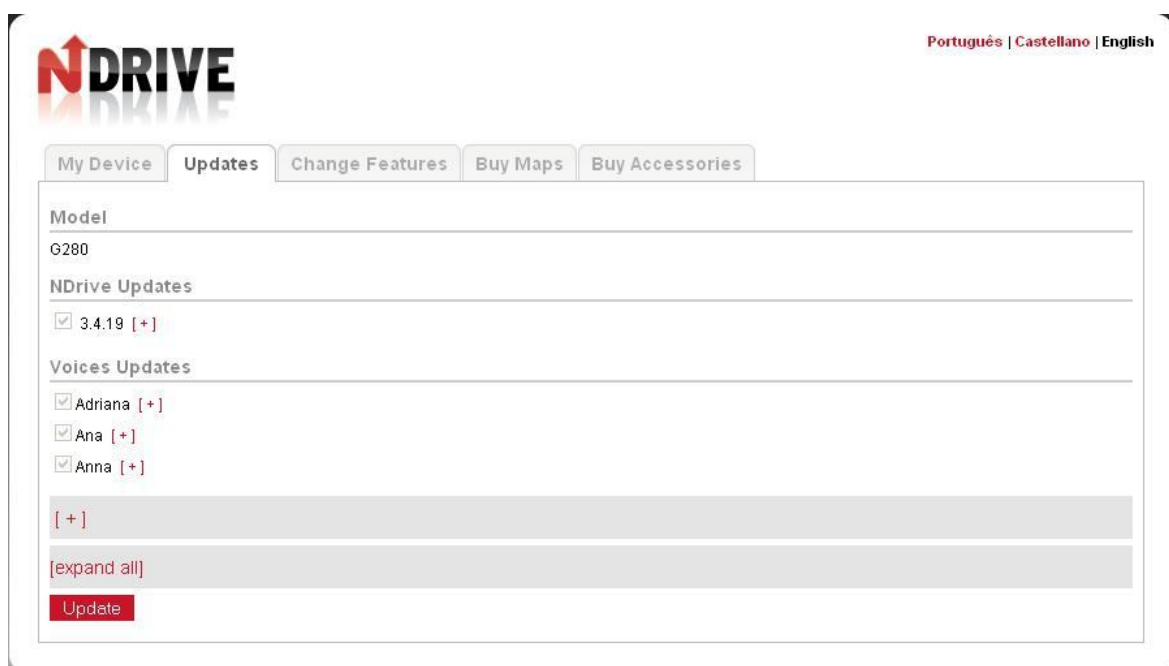 Português | Castellano | English
NDRIVE
My Device Updates Change Features Buy Maps Buy Accessories
Model
G280
NDrive Updates
3.4.19 [+]
Voices Updates
Adriana [+]
Ana [+]
Anna [+]
[ + ]
[expand all]
Update